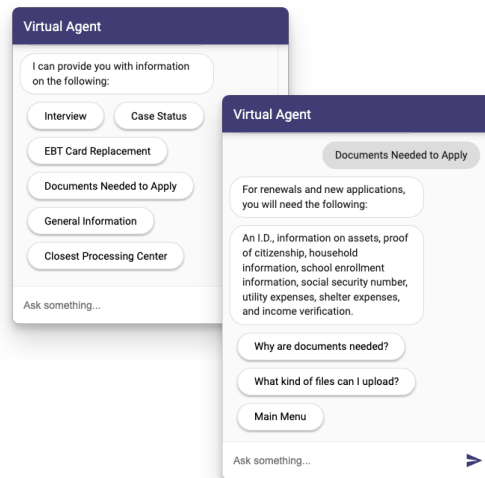 Virtual Agent
I can provide you with information
on the following:
Interview
Case Status
EBT Card Replacement
Documents Needed to Apply
General Information
Closest Processing Center
Ask something...
Virtual Agent
Documents Needed to Apply
For renewals and new applications,
you will need the following:
An I.D., information on assets, proof
of citizenship, household
information, school enrollment
information, social security number,
utility expenses, shelter expenses,
and income verification.
Why are documents needed?
What kind of files can I upload?
Main Menu
Ask something...